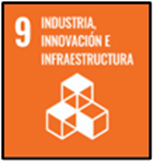 9 INDUSTRIA,
INNOVACIÓN E
INFRAESTRUCTURA